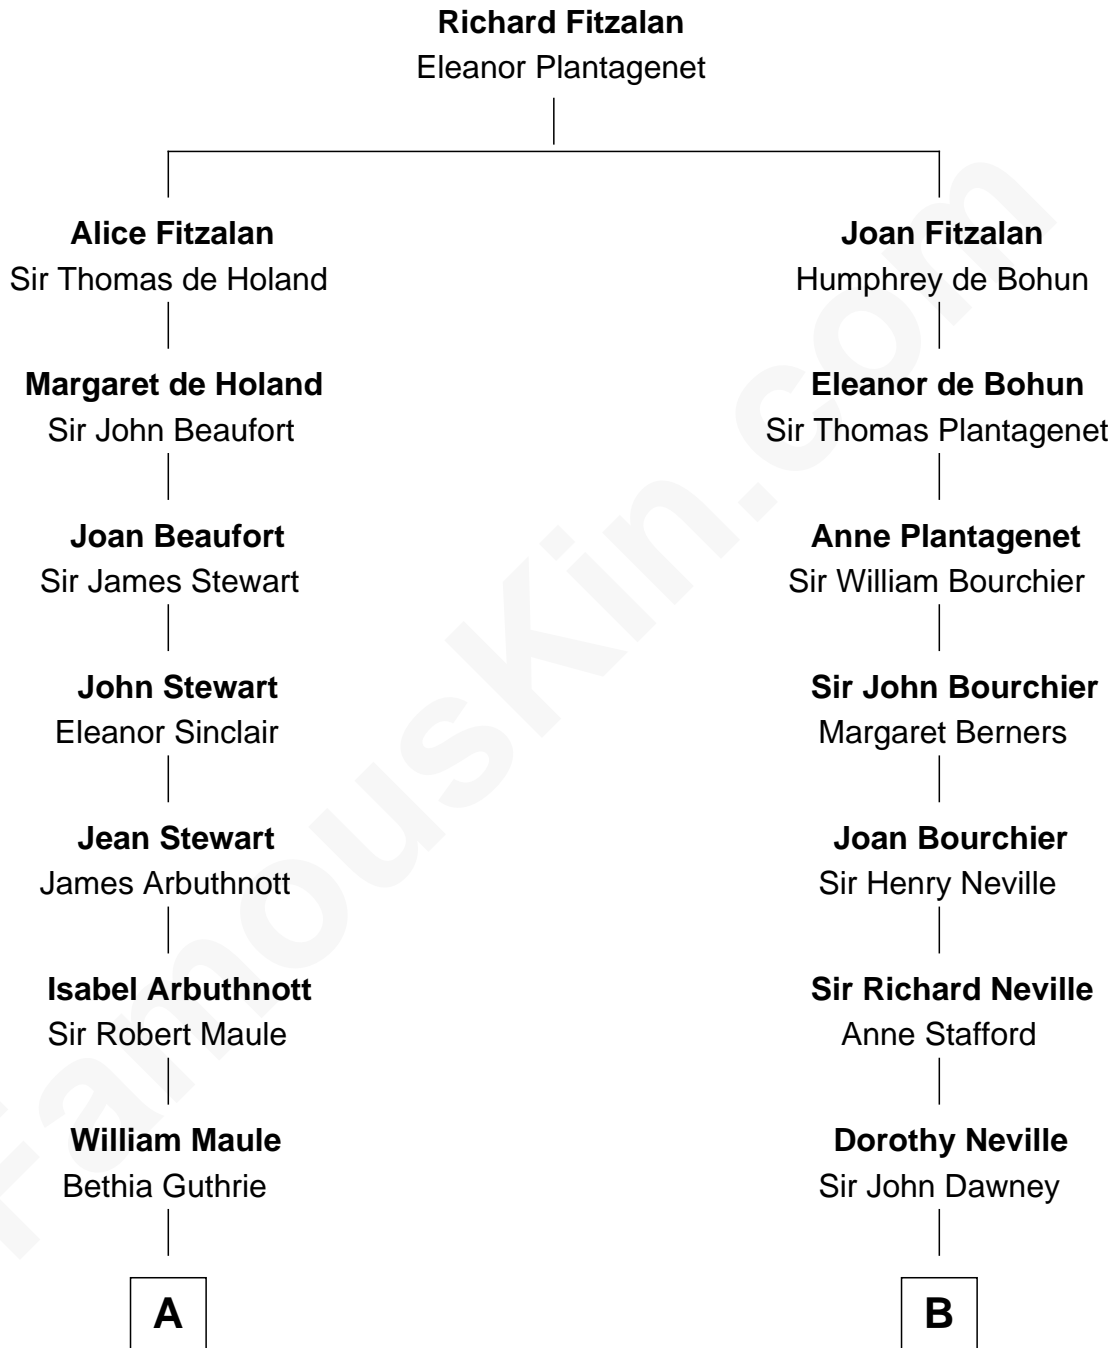 Richard Fitzalan
Eleanor Plantagenet
Alice Fitzalan
Sir Thomas de Holand
Joan Fitzalan
Humphrey de Bohun
Margaret de Holand
Sir John Beaufort
Eleanor de Bohun
Sir Thomas Plantagenet
Joan Beaufort
Sir James Stewart
Anne Plantagenet
Sir William Bourchier
John Stewart
Eleanor Sinclair
Sir John Bourchier
Margaret Berners
Jean Stewart
James Arbuthnott
Joan Bourchier
Sir Henry Neville
Isabel Arbuthnott
Sir Robert Maule
Sir Richard Neville
Anne Stafford
William Maule
Bethia Guthrie
Dorothy Neville
Sir John Dawney
A
B
FamousKin.com